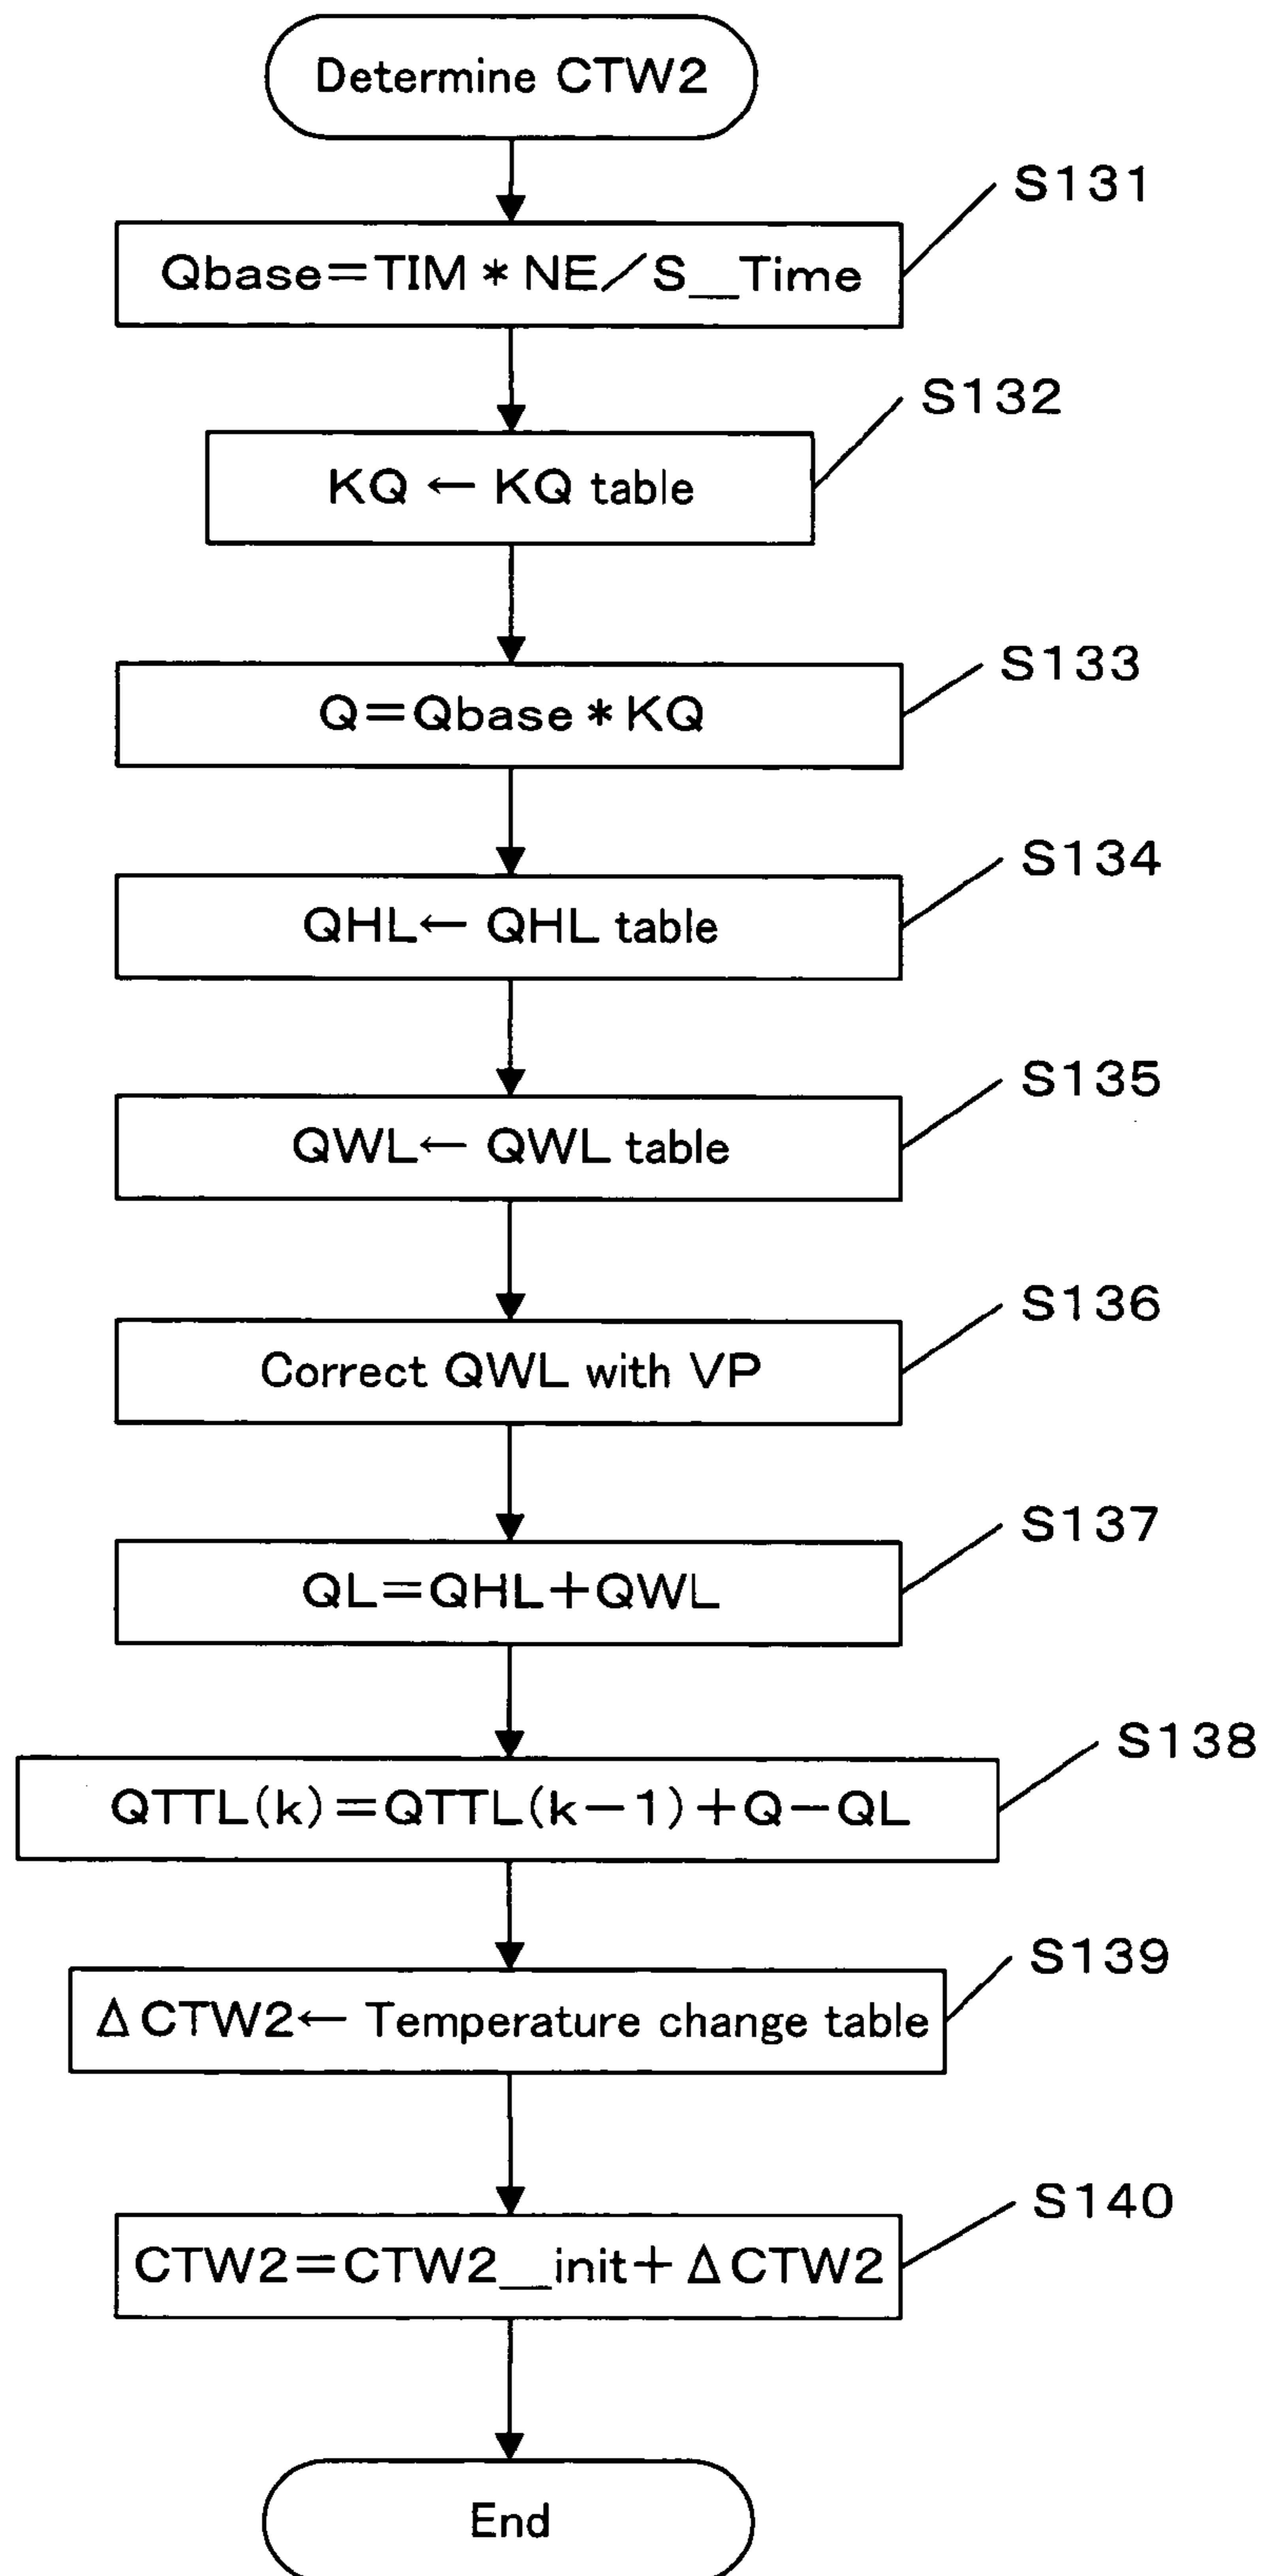 Determine CTW2
S131
Qbase=TIM*NE/S__Time
S132
KQ ← KQ table
S133
Q=Qbase*KQ
S134
QHL← QHL table
S135
QWL← QWL table
S136
Correct QWL with VP
S137
QL=QHL+QWL
S138
QTTL(k)=QTTL(k-1)+Q-QL
S139
ΔCTW2← Temperature change table
S140
CTW2=CTW2__init+ΔCTW2
End